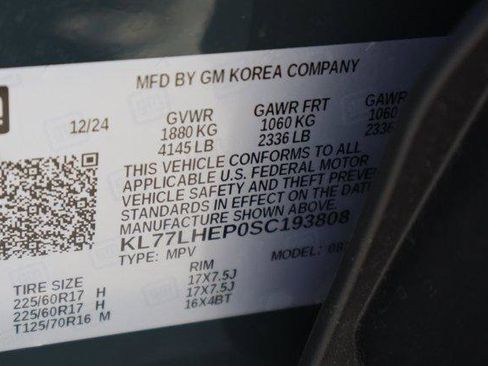 MFD BY GM KOREA COMPANY
12/24 GVWR GAWR FRT GAWR
1880 KG 1060 KG 1060
4145 LB 2336 LB 2336
THIS VEHICLE CONFORMS TO ALL
APPLICABLE U.S. FEDERAL MOTOR
VEHICLE SAFETY AND THEFT PREVEN
STANDARDS IN EFFECT ON THE DATE
MANUFACTURE SHOWN ABOVE.
KL77LHEP0SC193808
TYPE: MPV MODEL:
TIRE SIZE RIM
225/60R17 H 17X7.5J
225/60R17 H 17X7.5J
T125/70R16 M 16X4BT